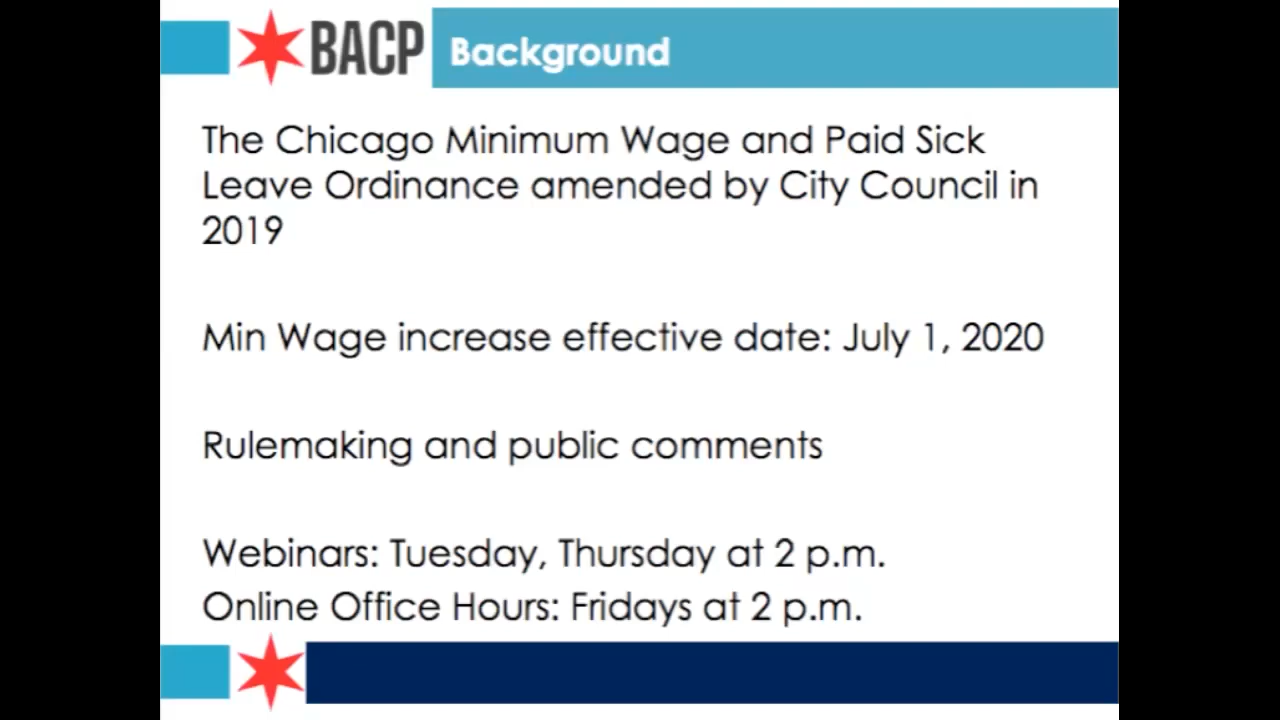 BACP Background
The Chicago Minimum Wage and Paid Sick
Leave Ordinance amended by City Council in
2019
Min Wage increase effective date: July 1, 2020
Rulemaking and public comments
Webinars: Tuesday, Thursday at 2 p.m.
Online Office Hours: Fridays at 2 p.m.